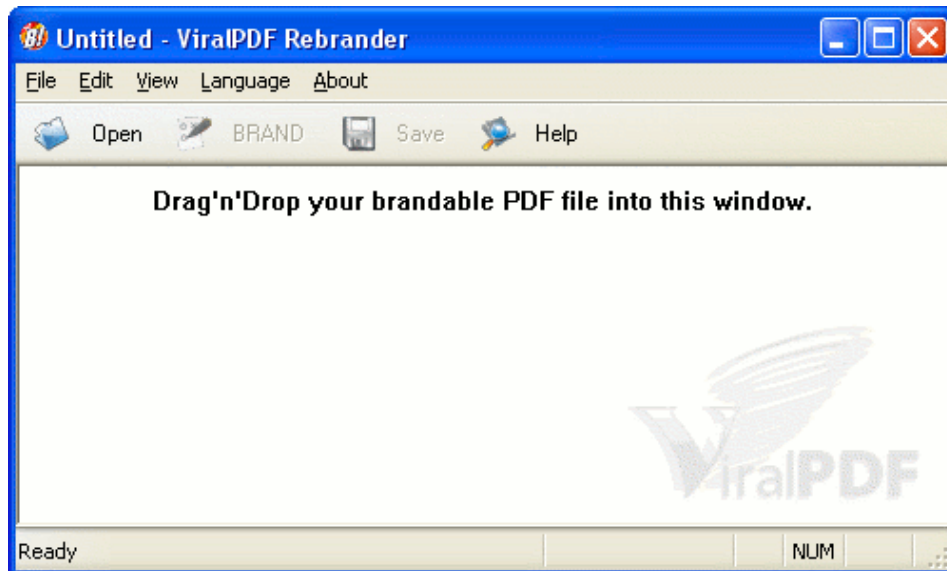 Untitled - ViralPDF Rebrander
File Edit View Language About
Open BRAND Save Help
Drag'n'Drop your brandable PDF file into this window.
ViralPDF
Ready NUM